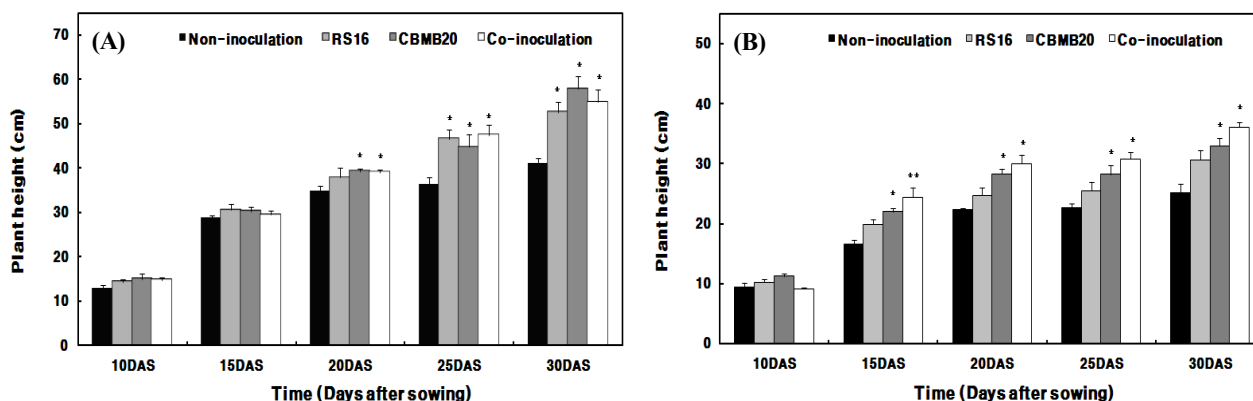 (A)
Non-inoculation RS16 CBMB20 Co-inoculation
Plant height (cm)
70
60
50
40
30
20
10
0
* *
* * *
* * *
10DAS 15DAS 20DAS 25DAS 30DAS
Time (Days after sowing)
(B)
Non-inoculation RS16 CBMB20 Co-inoculation
Plant height (cm)
50
40
30
20
10
0
* **
* *
* *
* *
10DAS 15DAS 20DAS 25DAS 30DAS
Time (Days after sowing)